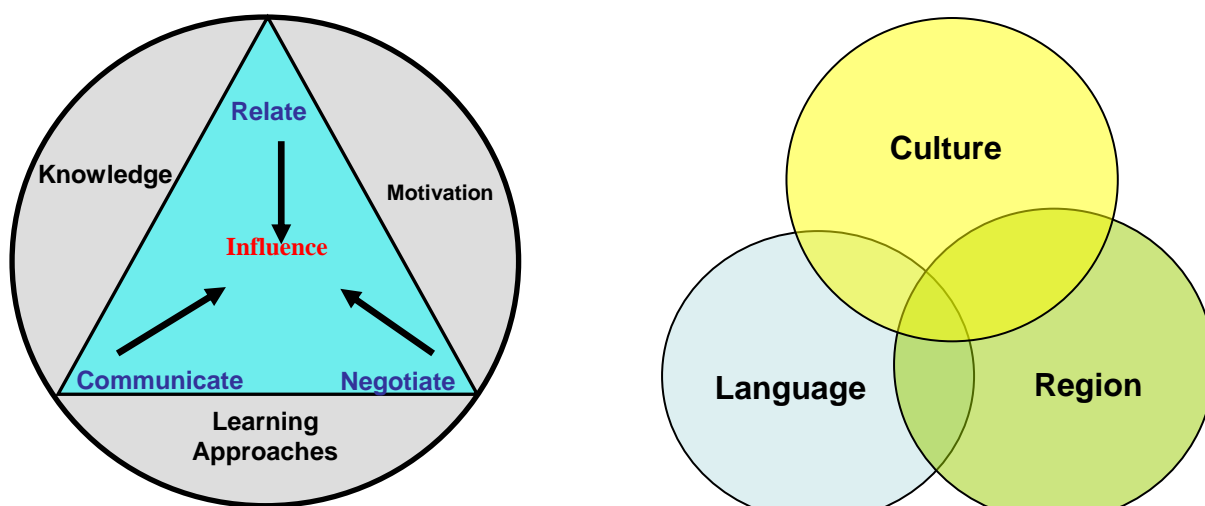 Relate
Knowledge
Motivation
Influence
Communicate
Negotiate
Learning
Approaches
Culture
Language
Region